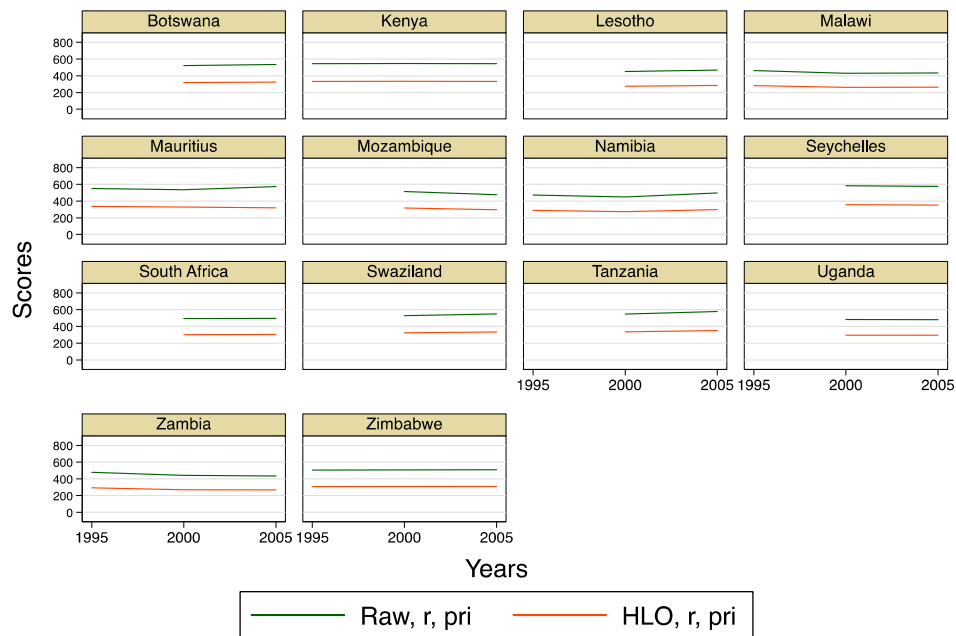 Botswana Kenya Lesotho Malawi
800
600
400
200
0
Mauritius Mozambique Namibia Seychelles
800
600
400
200
0
South Africa Swaziland Tanzania Uganda
800
600
400
200
0
1995 2000 2005 1995 2000 2005
Zambia Zimbabwe
800
600
400
200
0
1995 2000 2005 1995 2000 2005
Scores
Years
Raw, r, pri HLO, r, pri